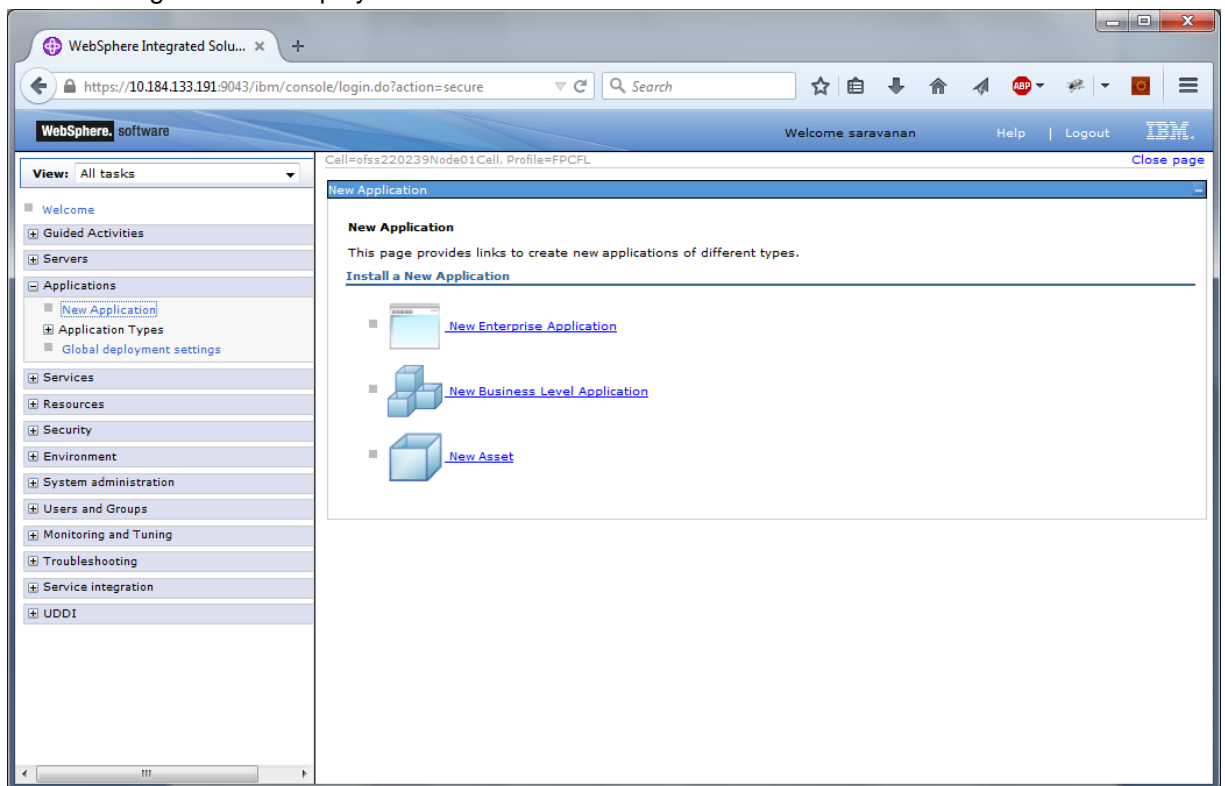 WebSphere Integrated Solu... × +
https://10.184.133.191:9043/ibm/console/login.do?action=secure Search ABP
WebSphere. software Welcome saravanan Help | Logout IBM.
View: All tasks
Cell=ofss220239Node01Cell, Profile=FPCFL Close page
Welcome
Guided Activities
Servers
Applications
New Application
Application Types
Global deployment settings
Services
Resources
Security
Environment
System administration
Users and Groups
Monitoring and Tuning
Troubleshooting
Service integration
UDDI
New Application
New Application
This page provides links to create new applications of different types.
Install a New Application
New Enterprise Application
New Business Level Application
New Asset